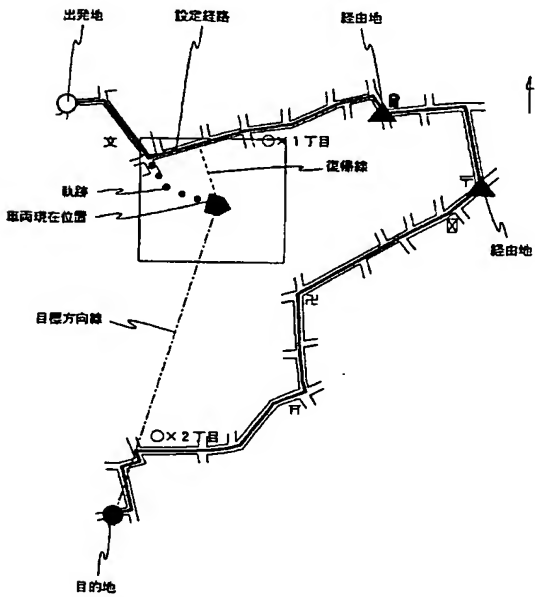 出発地
設定経路
経由地
文
○×1丁目
復帰線
軌跡
車両現在位置
〒
経由地
卍
目標方向線
○×2丁目
目的地